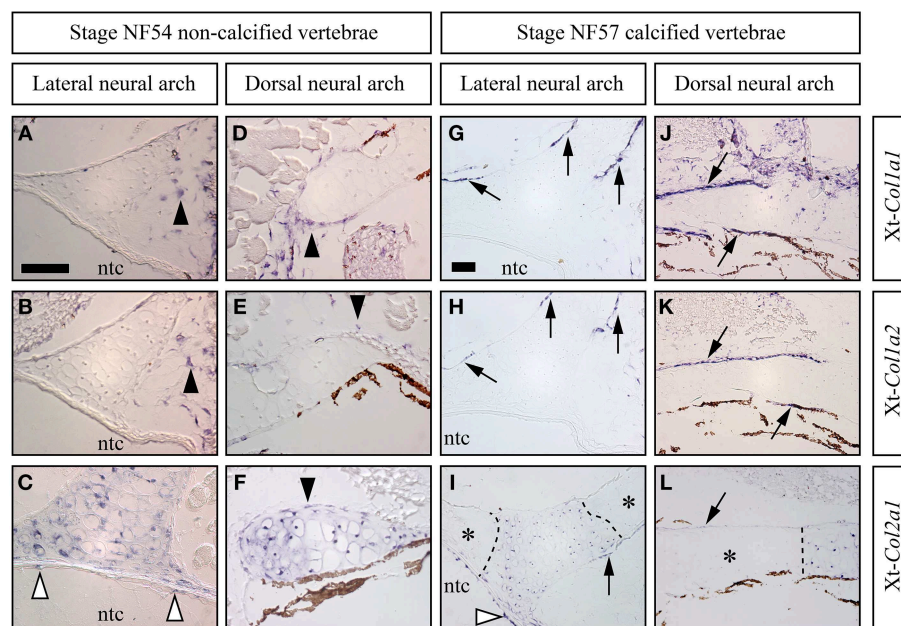 Stage NF54 non-calcified vertebrae
Stage NF57 calcified vertebrae
Lateral neural arch
Dorsal neural arch
Lateral neural arch
Dorsal neural arch
A
ntc
D
G
ntc
J
Xt-Col1a1
B
ntc
E
H
ntc
K
Xt-Col1a2
C
ntc
F
I
*
*
ntc
L
*
Xt-Col2a1